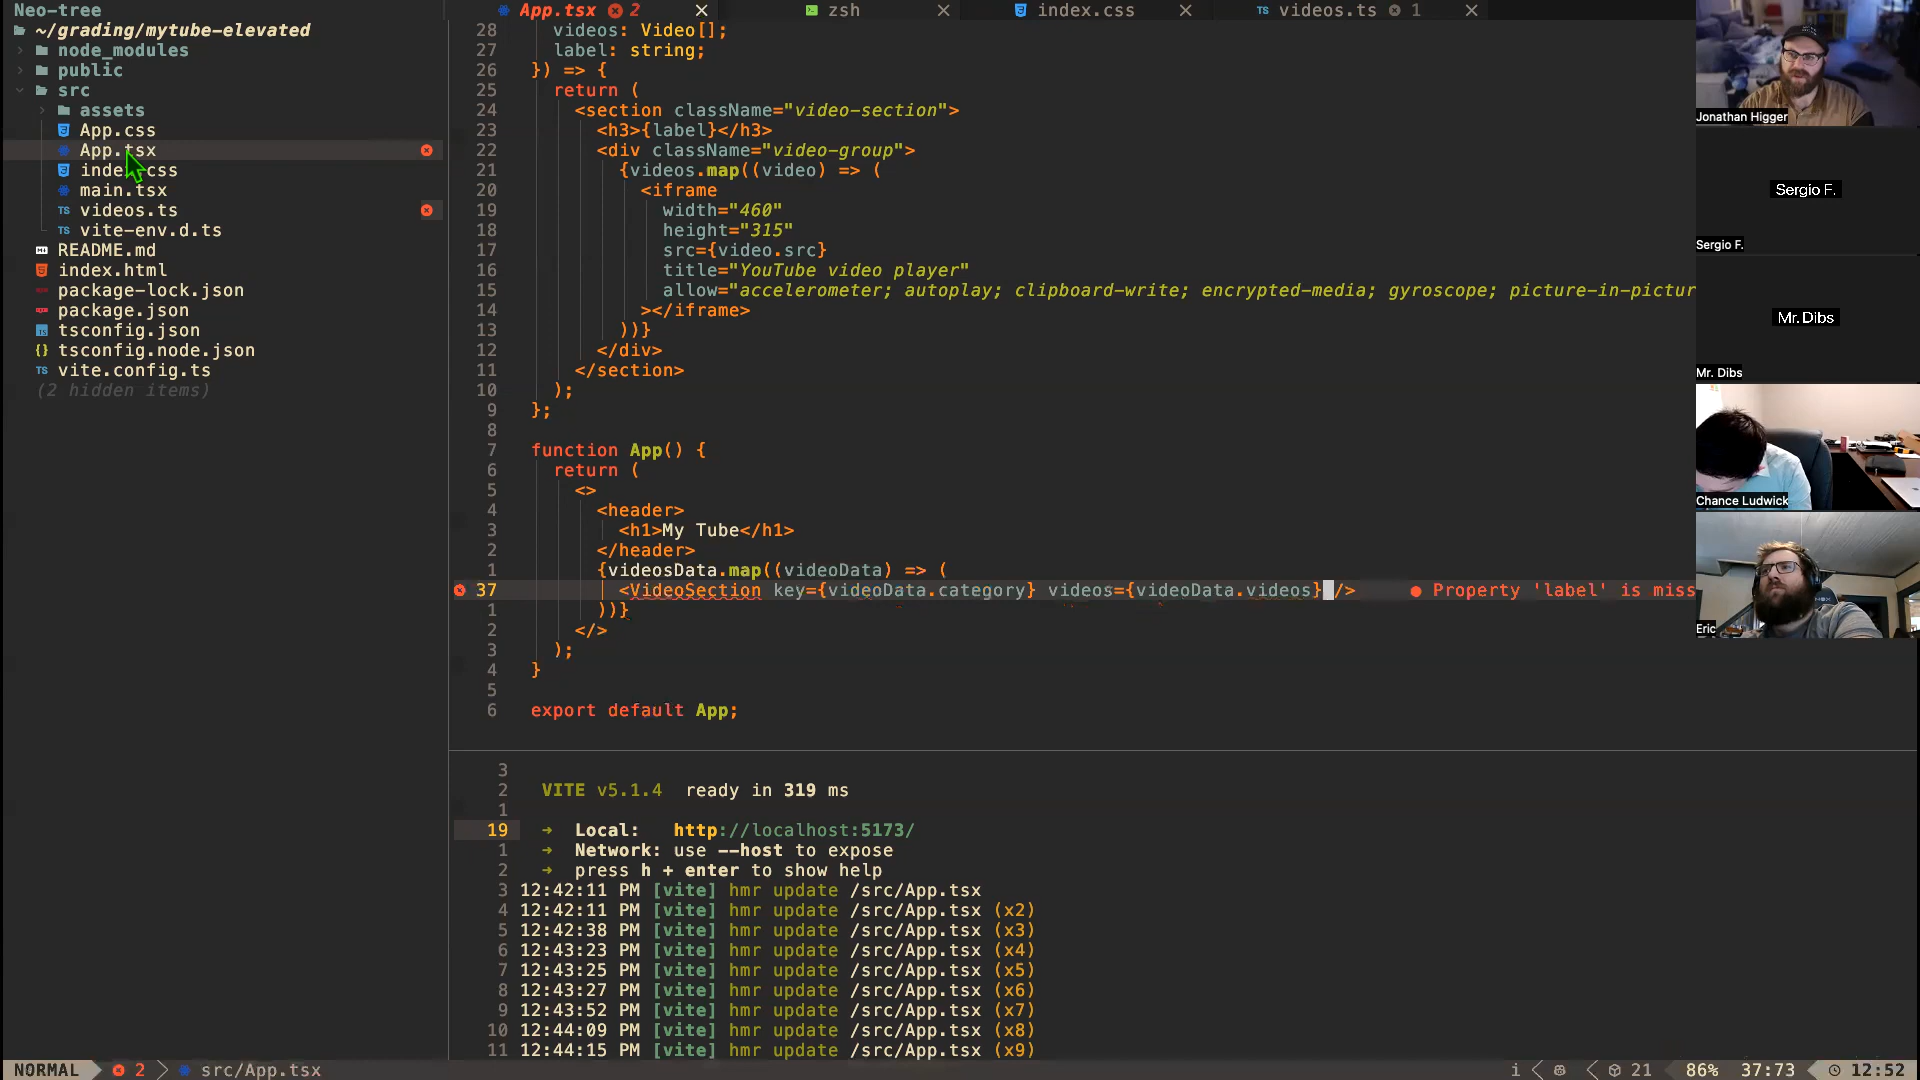 Neo-tree
~/grading/mytube-elevated
node_modules
public
src
assets
App.css
App.tsx
index.css
main.tsx
videos.ts
vite-env.d.ts
README.md
index.html
package-lock.json
package.json
tsconfig.json
tsconfig.node.json
vite.config.ts
(2 hidden items)
App.tsx 2
zsh
index.css
videos.ts 1
28 videos: Video[];
27 label: string;
26 }) => {
25 return (
24 <section className="video-section">
23 <h3>{label}</h3>
22 <div className="video-group">
21 {videos.map((video) => (
20 <iframe
19 width="460"
18 height="315"
17 src={video.src}
16 title="YouTube video player"
15 allow="accelerometer; autoplay; clipboard-write; encrypted-media; gyroscope; picture-in-pictur
14 ></iframe>
13 ))}
12 </div>
11 </section>
10 );
9 };
8
7 function App() {
6 return (
5 <>
4 <header>
3 <h1>My Tube</h1>
2 </header>
1 {videosData.map((videoData) => (
37 <VideoSection key={videoData.category} videos={videoData.videos} /> Property 'label' is miss
1 ))}
2 </>
3 );
4 }
5
6 export default App;
3
2 VITE v5.1.4 ready in 319 ms
1
19 ➜ Local: http://localhost:5173/
1 ➜ Network: use --host to expose
2 ➜ press h + enter to show help
3 12:42:11 PM [vite] hmr update /src/App.tsx
4 12:42:11 PM [vite] hmr update /src/App.tsx (x2)
5 12:42:38 PM [vite] hmr update /src/App.tsx (x3)
6 12:43:23 PM [vite] hmr update /src/App.tsx (x4)
7 12:43:25 PM [vite] hmr update /src/App.tsx (x5)
8 12:43:27 PM [vite] hmr update /src/App.tsx (x6)
9 12:43:52 PM [vite] hmr update /src/App.tsx (x7)
10 12:44:09 PM [vite] hmr update /src/App.tsx (x8)
11 12:44:15 PM [vite] hmr update /src/App.tsx (x9)
NORMAL 2 src/App.tsx
i 21 86% 37:73 12:52
Jonathan Higger
Sergio F.
Sergio F.
Mr. Dibs
Mr. Dibs
Chance Ludwick
Eric